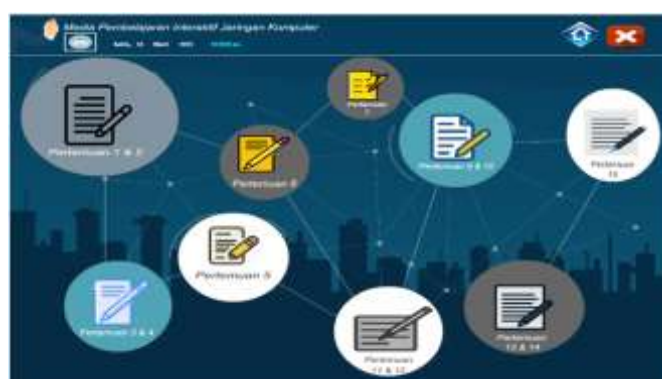 Media Pembelajaran Interaktif Jaringan Komputer
Pertemuan 1 & 2
Pertemuan
7
Pertemuan 6
Pertemuan 9 & 10
Pertemuan
15
Pertemuan 5
Pertemuan 3 & 4
Pertemuan
11 & 12
Pertemuan
13 & 14